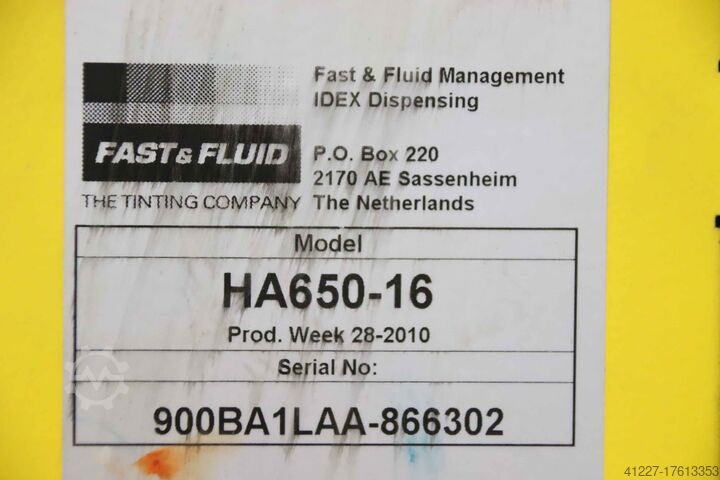 FAST & FLUID
THE TINTING COMPANY
Fast & Fluid Management
IDEX Dispensing
P.O. Box 220
2170 AE Sassenheim
The Netherlands
Model
HA650-16
Prod. Week 28-2010
Serial No:
900BA1LAA-866302
41227-17613353